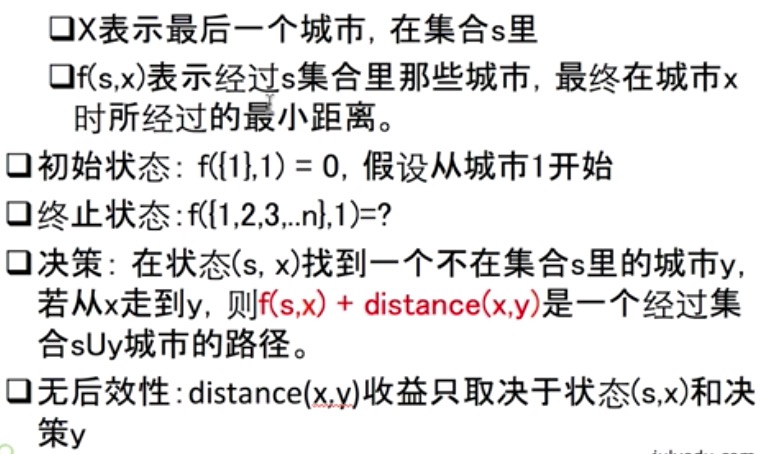 ❑X表示最后一个城市，在集合s里
❑f(s,x)表示经过s集合里那些城市，最终在城市x
时所经过的最小距离。
❑初始状态：f({1},1) = 0，假设从城市1开始
❑终止状态:f({1,2,3,..n},1)=?
❑决策：在状态(s, x)找到一个不在集合s里的城市y,
若从x走到y，则f(s,x) + distance(x,y)是一个经过集
合sUy城市的路径。
❑无后效性:distance(x,y)收益只取决于状态(s,x)和决
策y